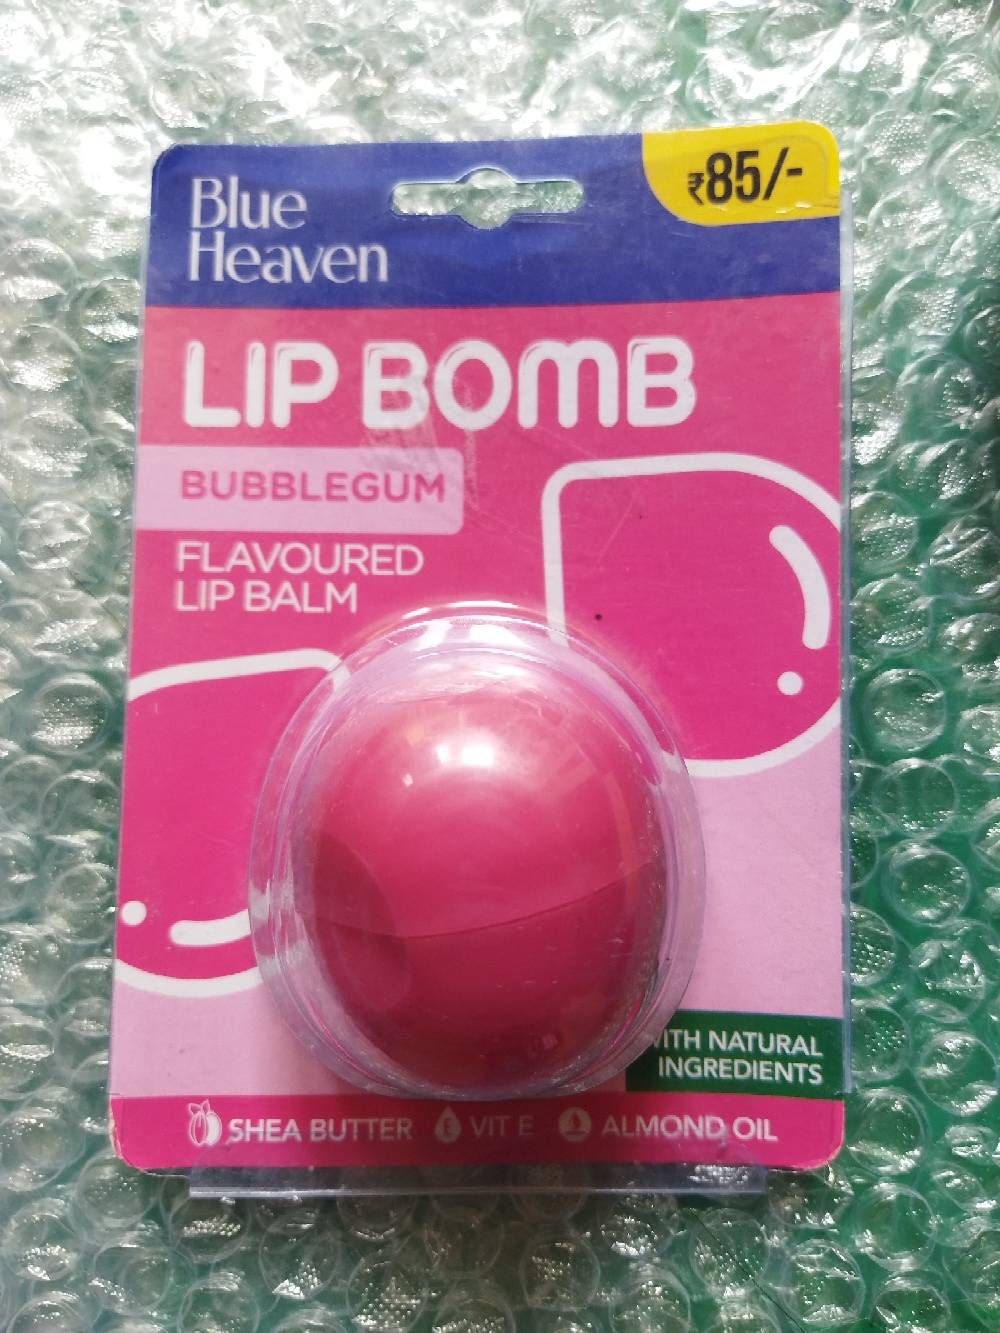 Blue
Heaven
₹85/-
LIP BOMB
BUBBLEGUM
FLAVOURED
LIP BALM
WITH NATURAL
INGREDIENTS
SHEA BUTTER VIT E ALMOND OIL